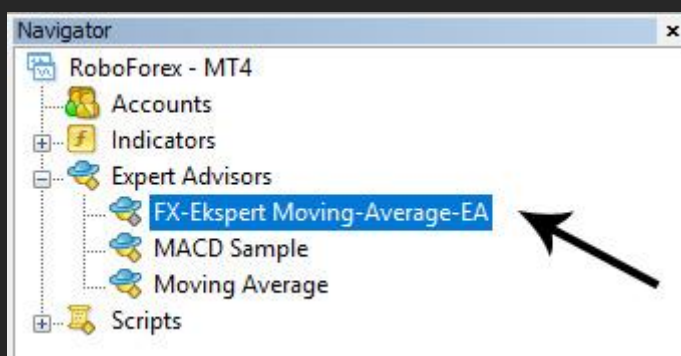 Navigator
RoboForex - MT4
Accounts
Indicators
Expert Advisors
FX-Ekspert Moving-Average-EA
MACD Sample
Moving Average
Scripts